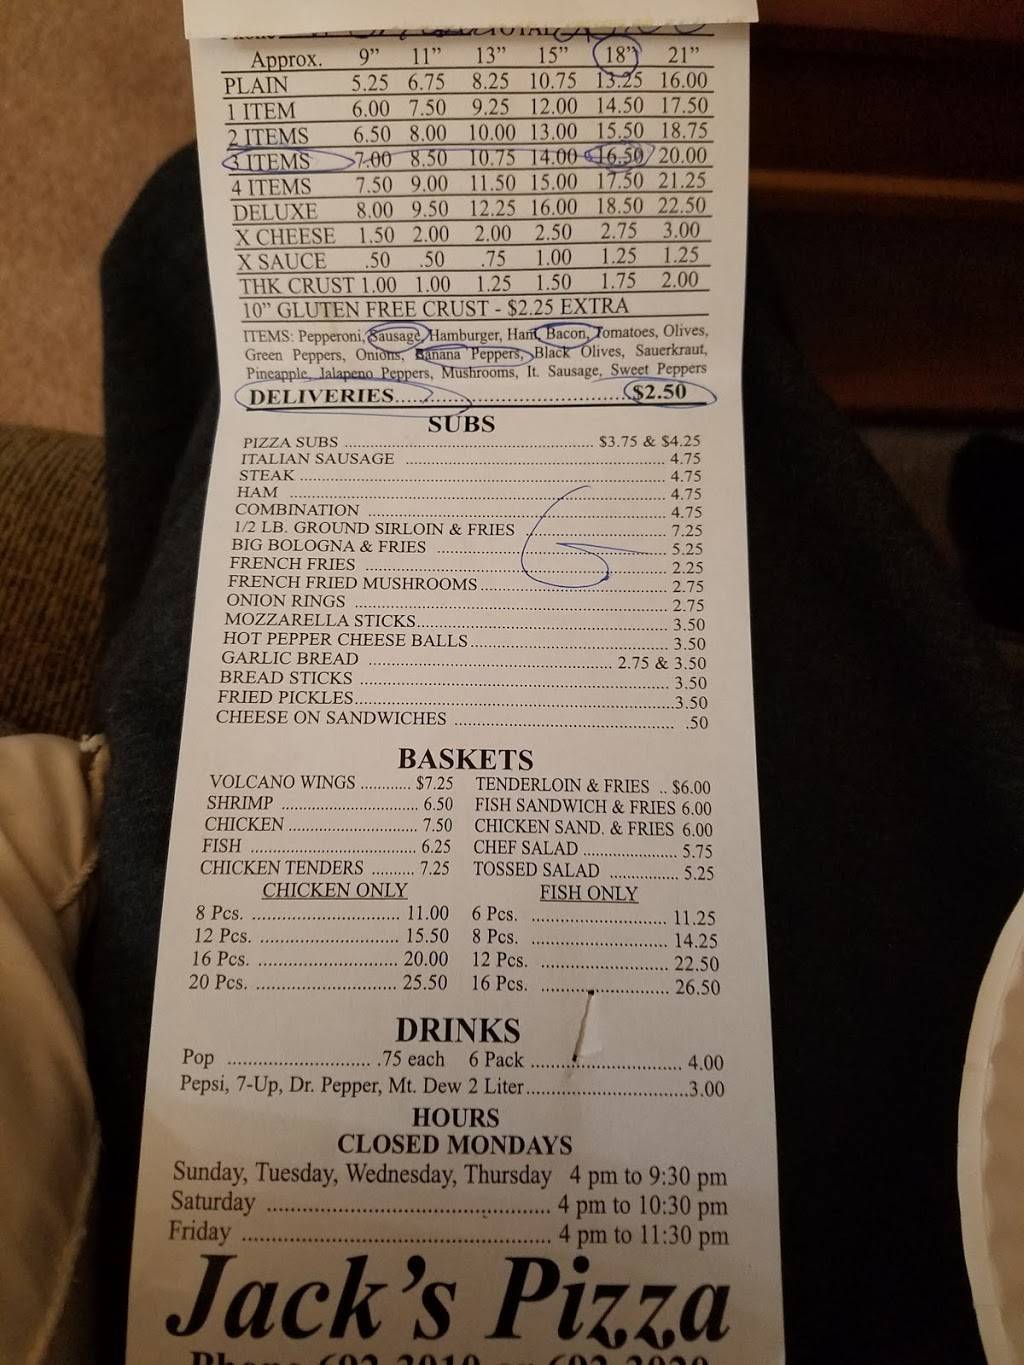 Approx. 9” 11” 13” 15” 18” 21”
PLAIN 5.25 6.75 8.25 10.75 13.25 16.00
1 ITEM 6.00 7.50 9.25 12.00 14.50 17.50
2 ITEMS 6.50 8.00 10.00 13.00 15.50 18.75
3 ITEMS 7.00 8.50 10.75 14.00 16.50 20.00
4 ITEMS 7.50 9.00 11.50 15.00 17.50 21.25
DELUXE 8.00 9.50 12.25 16.00 18.50 22.50
X CHEESE 1.50 2.00 2.00 2.50 2.75 3.00
X SAUCE .50 .50 .75 1.00 1.25 1.25
THK CRUST 1.00 1.00 1.25 1.50 1.75 2.00
10” GLUTEN FREE CRUST - $2.25 EXTRA
ITEMS: Pepperoni, Sausage, Hamburger, Ham, Bacon, Tomatoes, Olives,
Green Peppers, Onions, Banana Peppers, Black Olives, Sauerkraut,
Pineapple, Jalapeno Peppers, Mushrooms, It. Sausage, Sweet Peppers
DELIVERIES.......................................$2.50
SUBS
PIZZA SUBS ........................ $3.75 & $4.25
ITALIAN SAUSAGE ........................ 4.75
STEAK ........................ 4.75
HAM ........................ 4.75
COMBINATION ........................ 4.75
1/2 LB. GROUND SIRLOIN & FRIES ........................ 7.25
BIG BOLOGNA & FRIES ........................ 5.25
FRENCH FRIES ........................ 2.25
FRENCH FRIED MUSHROOMS........................ 2.75
ONION RINGS ........................ 2.75
MOZZARELLA STICKS........................ 3.50
HOT PEPPER CHEESE BALLS........................ 3.50
GARLIC BREAD ........................ 2.75 & 3.50
BREAD STICKS ........................ 3.50
FRIED PICKLES........................3.50
CHEESE ON SANDWICHES ........................ .50
BASKETS
VOLCANO WINGS ............ $7.25 TENDERLOIN & FRIES .. $6.00
SHRIMP ............ 6.50 FISH SANDWICH & FRIES 6.00
CHICKEN ............ 7.50 CHICKEN SAND. & FRIES 6.00
FISH ............ 6.25 CHEF SALAD ............ 5.75
CHICKEN TENDERS .......... 7.25 TOSSED SALAD ............ 5.25
CHICKEN ONLY FISH ONLY
8 Pcs. ............ 11.00 6 Pcs. ............ 11.25
12 Pcs. ............ 15.50 8 Pcs. ............ 14.25
16 Pcs. ............ 20.00 12 Pcs. ............ 22.50
20 Pcs. ............ 25.50 16 Pcs. ............ 26.50
DRINKS
Pop ............ .75 each 6 Pack ............ 4.00
Pepsi, 7-Up, Dr. Pepper, Mt. Dew 2 Liter............3.00
HOURS
CLOSED MONDAYS
Sunday, Tuesday, Wednesday, Thursday 4 pm to 9:30 pm
Saturday ........................ 4 pm to 10:30 pm
Friday ........................ 4 pm to 11:30 pm
Jack’s Pizza
Phone 692-3010 or 692-3020